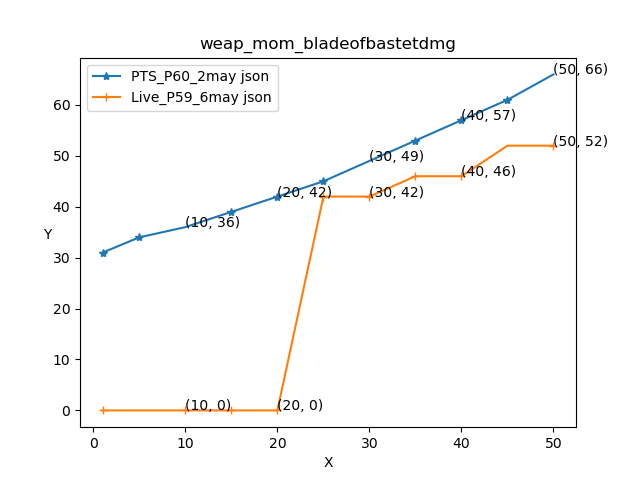 weap_mom_bladeofbastetdmg
PTS_P60_2may json
Live_P59_6may json
(50, 66)
(40, 57)
(30, 49)
(20, 42)
(10, 36)
(50, 52)
(40, 46)
(30, 42)
(20, 0)
(10, 0)
Y
60
50
40
30
20
10
0
0 10 20 30 40 50
X